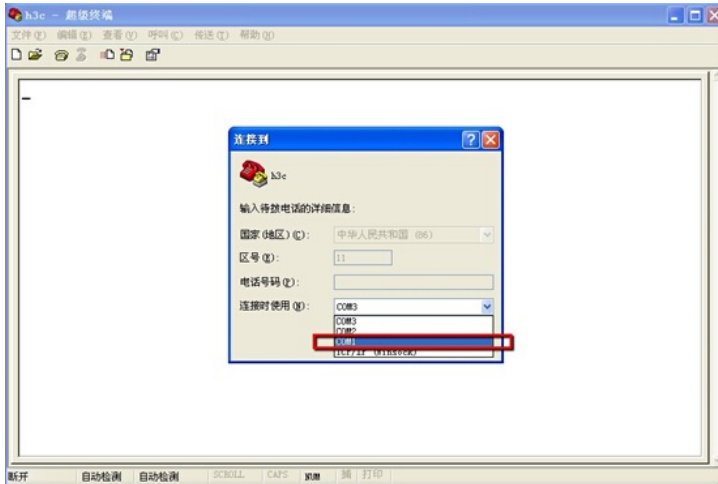 h3c - 超级终端
文件(F) 编辑(E) 查看(V) 呼叫(C) 传送(T) 帮助(H)
连接到
h3c
输入待拨电话的详细信息:
国家(地区)(C): 中华人民共和国 (86)
区号(E): 11
电话号码(P):
连接时使用(N): COM3
COM3
COM2
COM1
TCP/IP (Winsock)
断开 自动检测 自动检测 SCROLL CAPS NUM 捕 打印